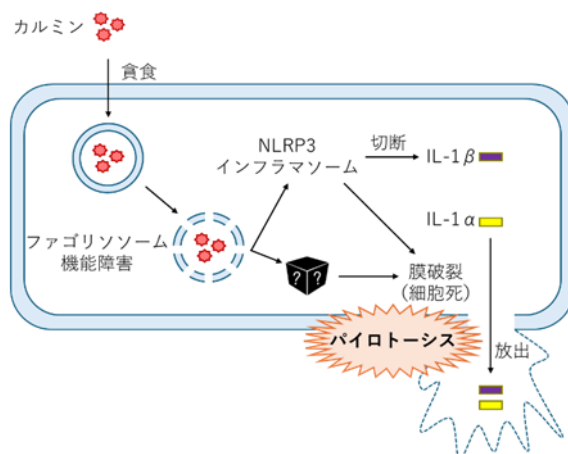 カルミン
貪食
NLRP3
インフラマソーム
切断
IL-1β
IL-1α
ファゴリソソーム
機能障害
? ?
膜破裂
(細胞死)
パイロトーシス
放出